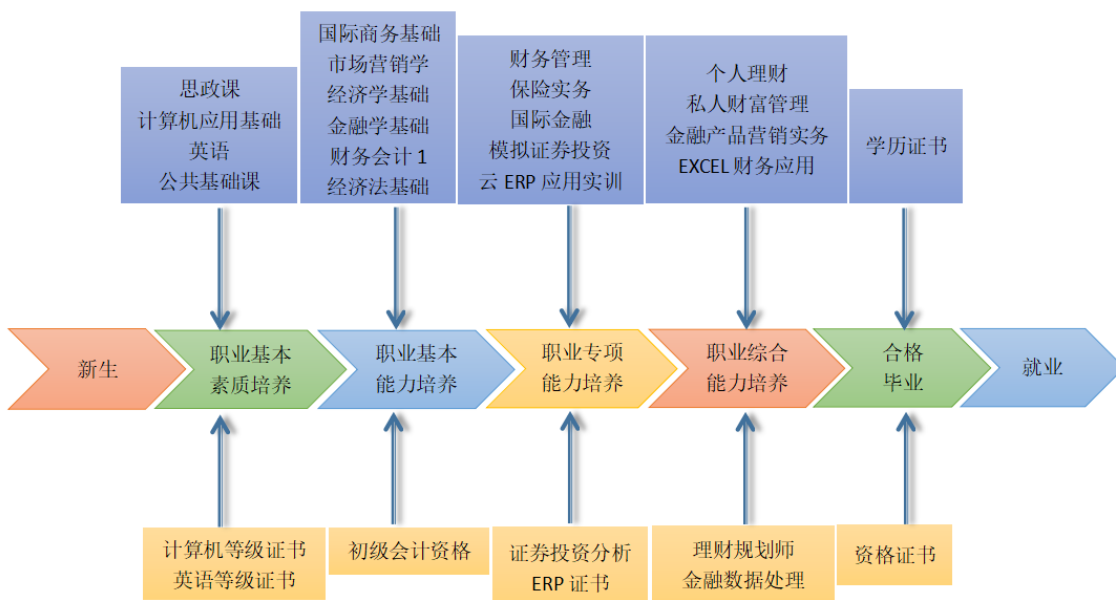 思政课
计算机应用基础
英语
公共基础课
国际商务基础
市场营销学
经济学基础
金融学基础
财务会计 1
经济法基础
财务管理
保险实务
国际金融
模拟证券投资
云 ERP 应用实训
个人理财
私人财富管理
金融产品营销实务
EXCEL 财务应用
学历证书
新生
职业基本
素质培养
职业基本
能力培养
职业专项
能力培养
职业综合
能力培养
合格
毕业
就业
计算机等级证书
英语等级证书
初级会计资格
证券投资分析
ERP 证书
理财规划师
金融数据处理
资格证书